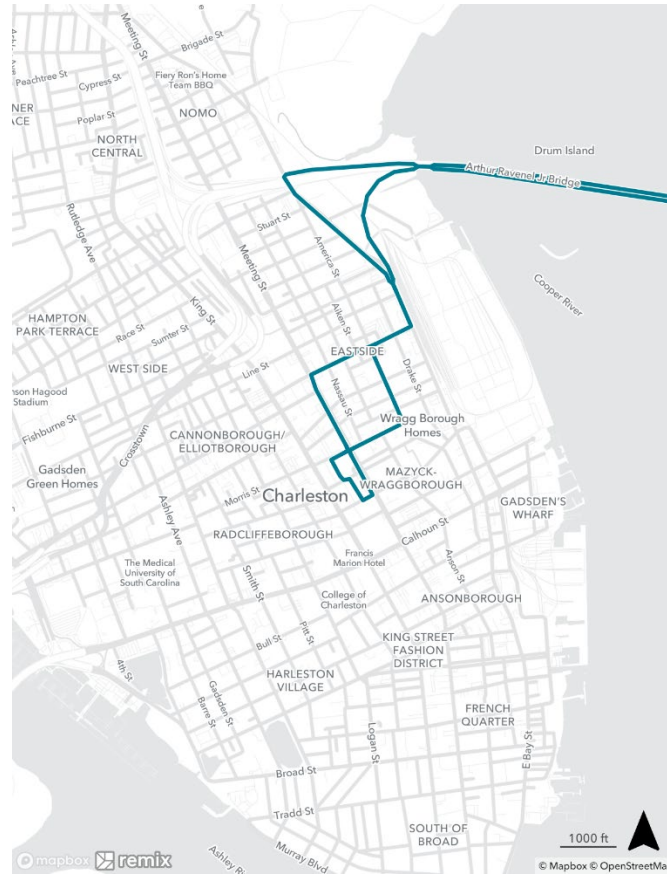 Meeting St
Brigade St
Peachtree St
Cypress St
Fiery Ron's Home
Team BBQ
NOMO
Poplar St
NORTH
CENTRAL
Drum Island
Arthur Ravenel Jr Bridge
Rutledge Ave
Stuart St
America St
Meeting St
Cooper River
King St
HAMPTON
PARK TERRACE
Race St
Sumter St
Aiken St
WEST SIDE
Line St
EASTSIDE
Drake St
Nassau St
nson Hagood
Stadium
Fishburne St
Crosstown
CANNONBOROUGH/
ELLIOTBOROUGH
Wragg Borough
Homes
Gadsden
Green Homes
MAZYCK-
WRAGGBOROUGH
Morris St
Charleston
GADSDEN'S
WHARF
Ashley Ave
RADCLIFFEBOROUGH
Calhoun St
Francis
Marion Hotel
Anson St
The Medical
University of
South Carolina
Smith St
College of
Charleston
ANSONBOROUGH
Bull St
Pitt St
KING STREET
FASHION
DISTRICT
4th St
HARLESTON
VILLAGE
Gadsden St
Barre St
FRENCH
QUARTER
Logan St
E Bay St
Broad St
Tradd St
SOUTH OF
BROAD
Murray Blvd
1000 ft
mapbox remix
Ashley Ri
© Mapbox © OpenStreetMa